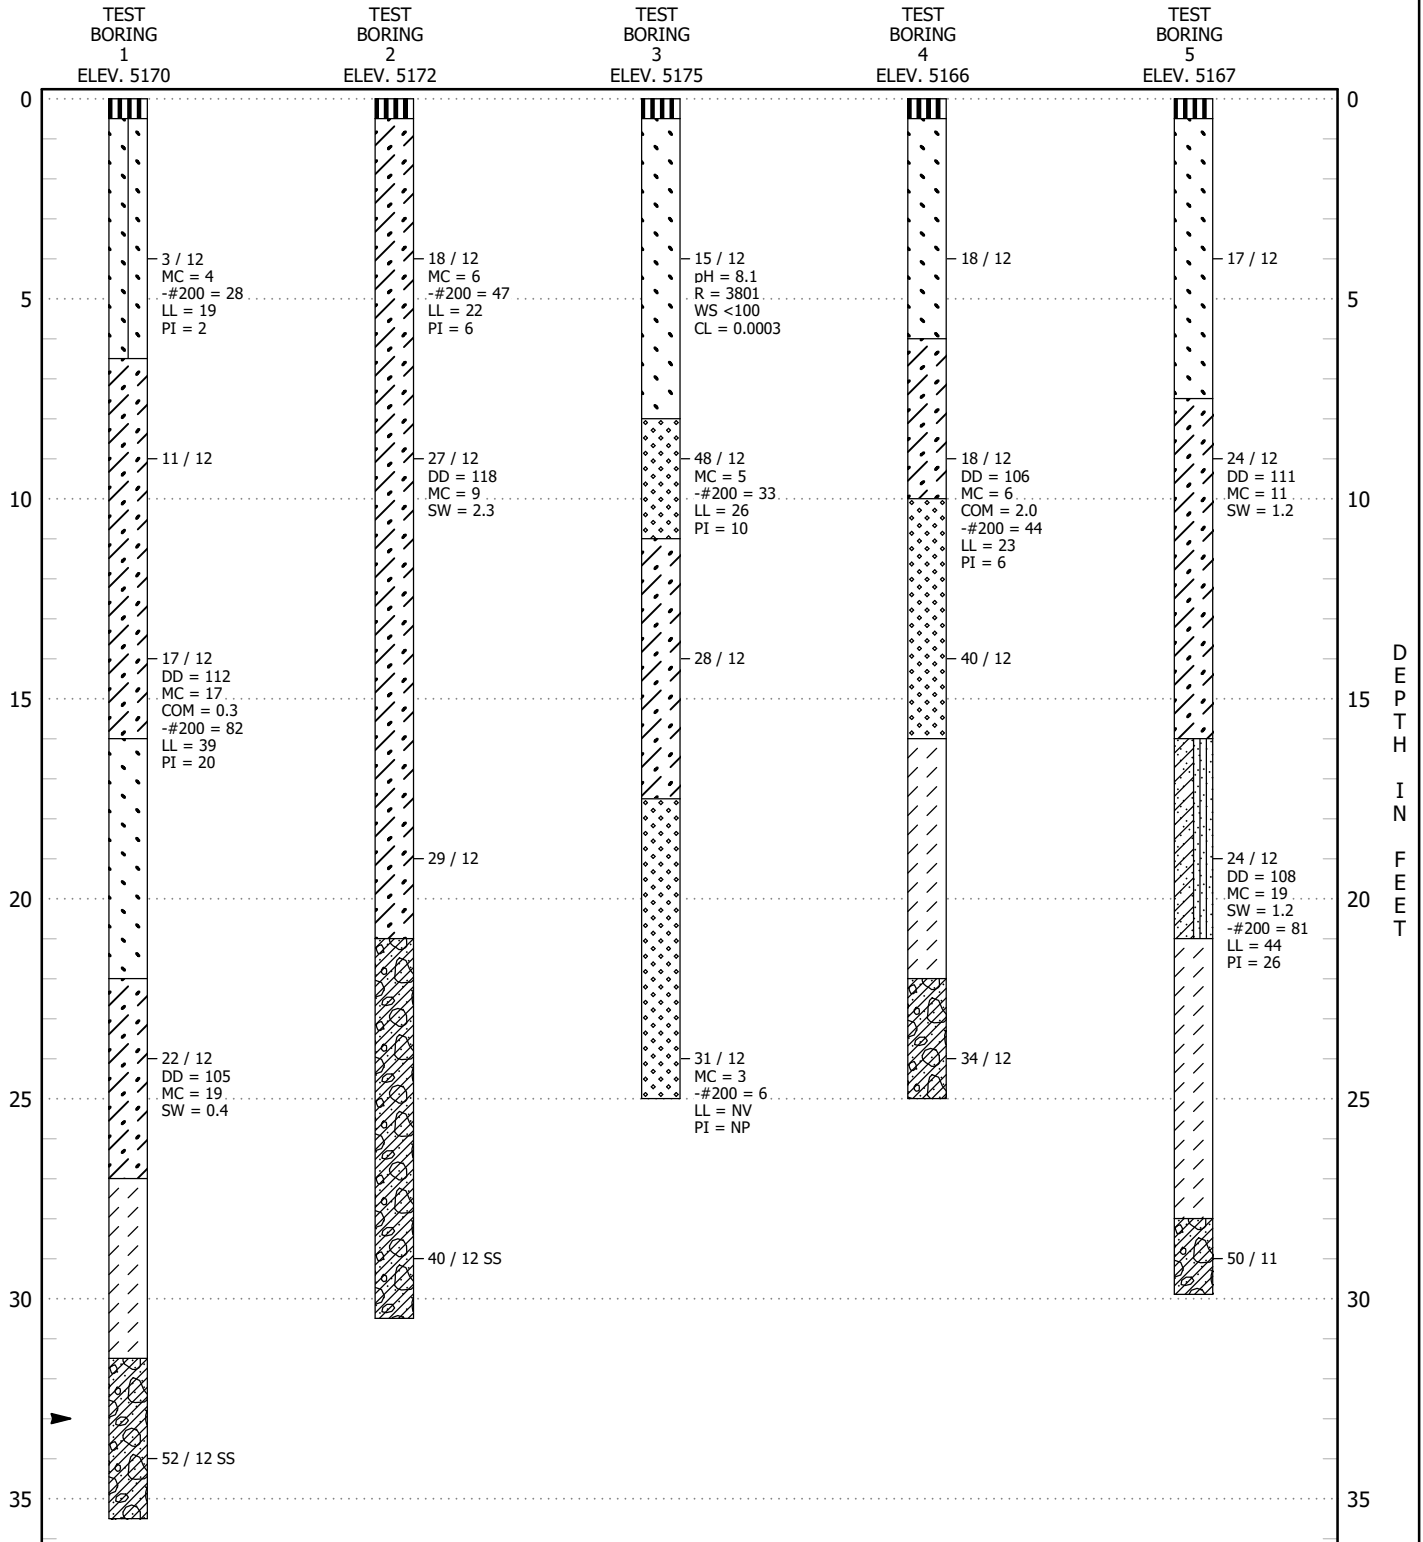 TEST
BORING
1
ELEV. 5170
TEST
BORING
2
ELEV. 5172
TEST
BORING
3
ELEV. 5175
TEST
BORING
4
ELEV. 5166
TEST
BORING
5
ELEV. 5167
0
5
10
15
20
25
30
35
3 / 12
MC = 4
-#200 = 28
LL = 19
PI = 2
11 / 12
17 / 12
DD = 112
MC = 17
COM = 0.3
-#200 = 82
LL = 39
PI = 20
22 / 12
DD = 105
MC = 19
SW = 0.4
52 / 12 SS
18 / 12
MC = 6
-#200 = 47
LL = 22
PI = 6
27 / 12
DD = 118
MC = 9
SW = 2.3
29 / 12
40 / 12 SS
15 / 12
pH = 8.1
R = 3801
WS <100
CL = 0.0003
48 / 12
MC = 5
-#200 = 33
LL = 26
PI = 10
28 / 12
31 / 12
MC = 3
-#200 = 6
LL = NV
PI = NP
18 / 12
18 / 12
DD = 106
MC = 6
COM = 2.0
-#200 = 44
LL = 23
PI = 6
40 / 12
34 / 12
17 / 12
24 / 12
DD = 111
MC = 11
SW = 1.2
24 / 12
DD = 108
MC = 19
SW = 1.2
-#200 = 81
LL = 44
PI = 26
50 / 11
0
5
10
15
20
25
30
35
DEPTH IN FEET